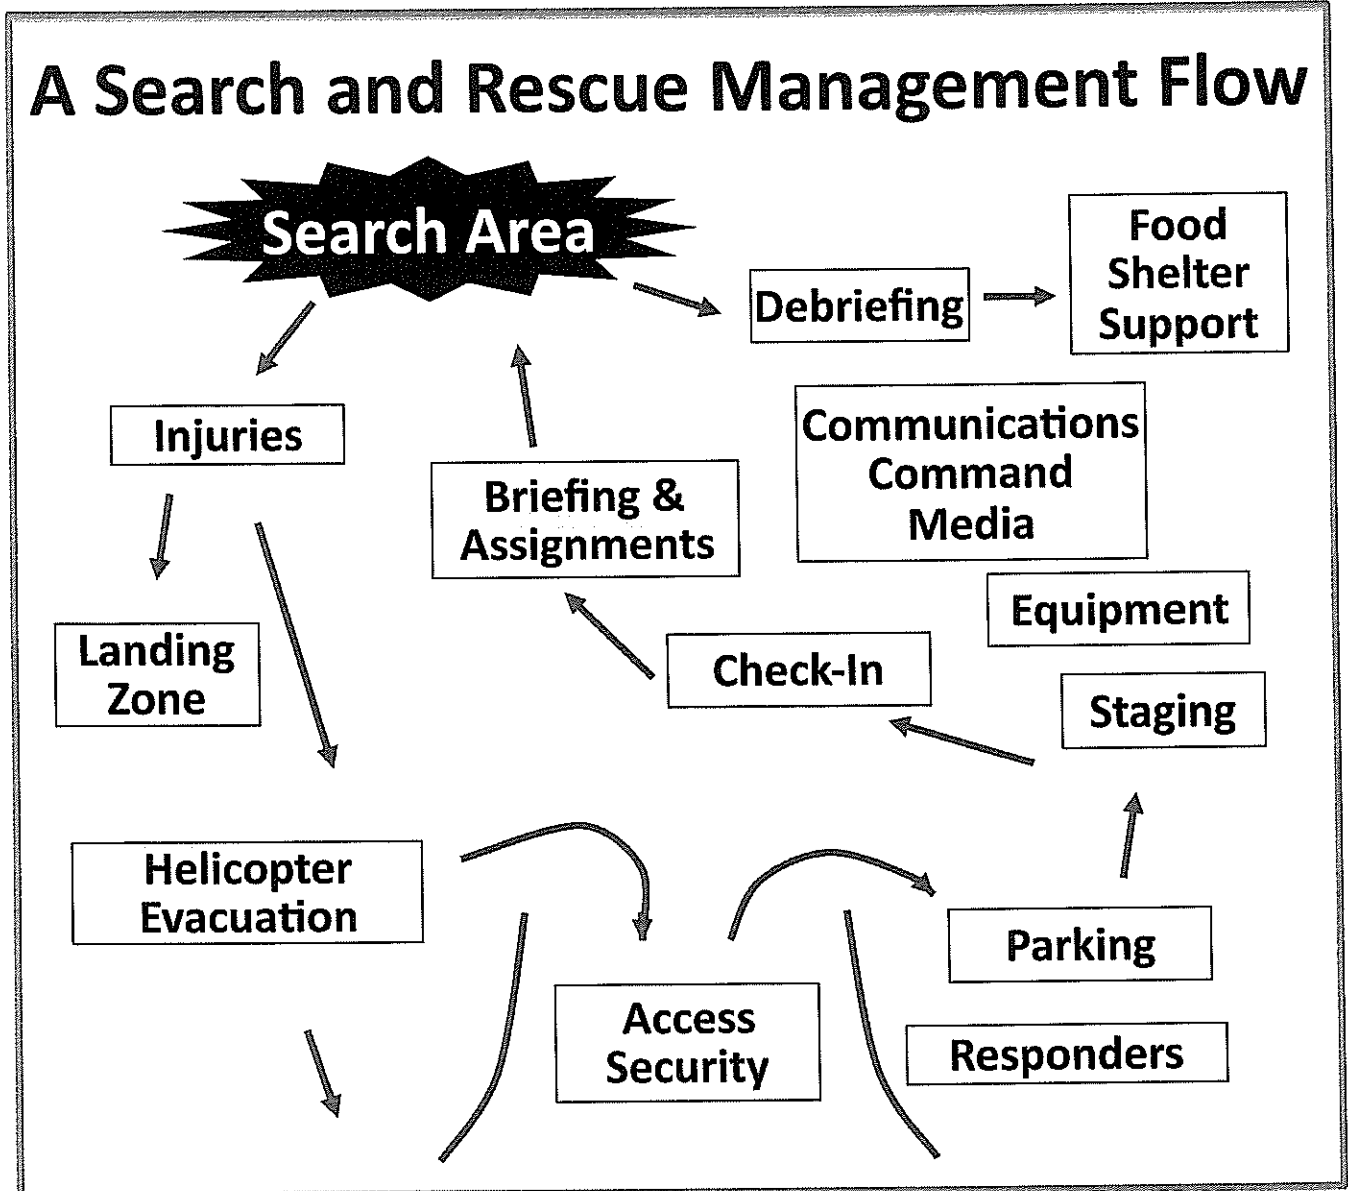 A Search and Rescue Management Flow
Search Area
Food
Shelter
Support
Debriefing
Communications
Command
Media
Injuries
Briefing &
Assignments
Equipment
Landing
Zone
Check-In
Staging
Helicopter
Evacuation
Parking
Access
Security
Responders